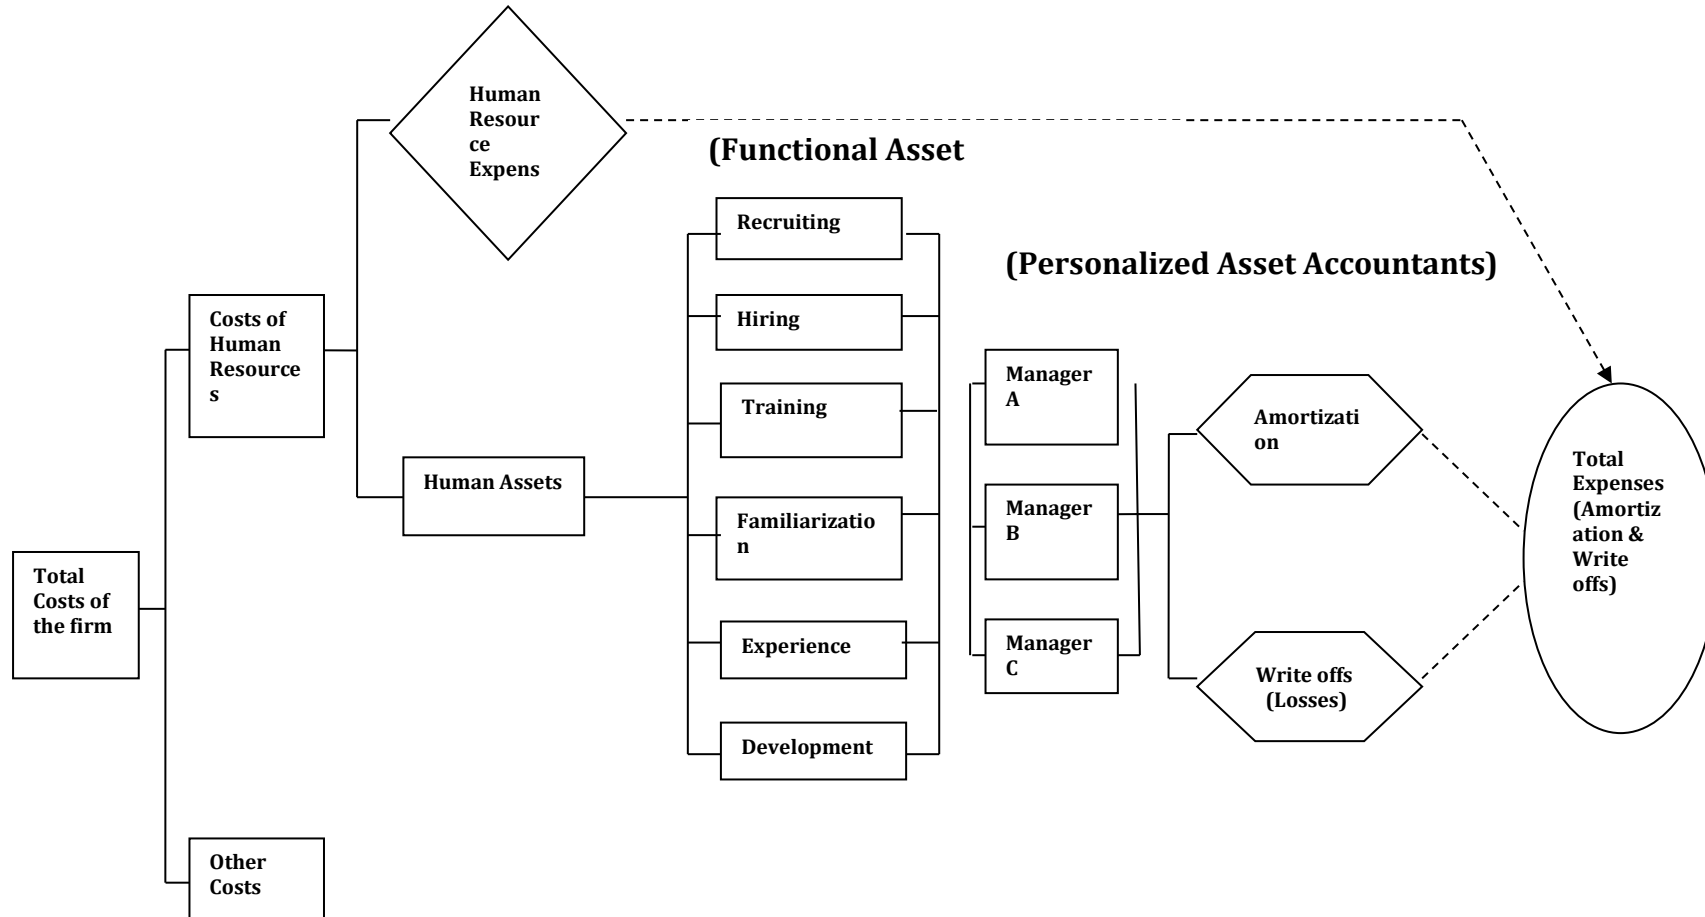 Human
Resour
ce
Expens
(Functional Asset
(Personalized Asset Accountants)
Recruiting
Hiring
Training
Familiarizatio
n
Experience
Development
Costs of
Human
Resource
s
Human Assets
Total
Costs of
the firm
Other
Costs
Manager
A
Manager
B
Manager
C
Amortizati
on
Write offs
(Losses)
Total
Expenses
(Amortiz
ation &
Write
offs)